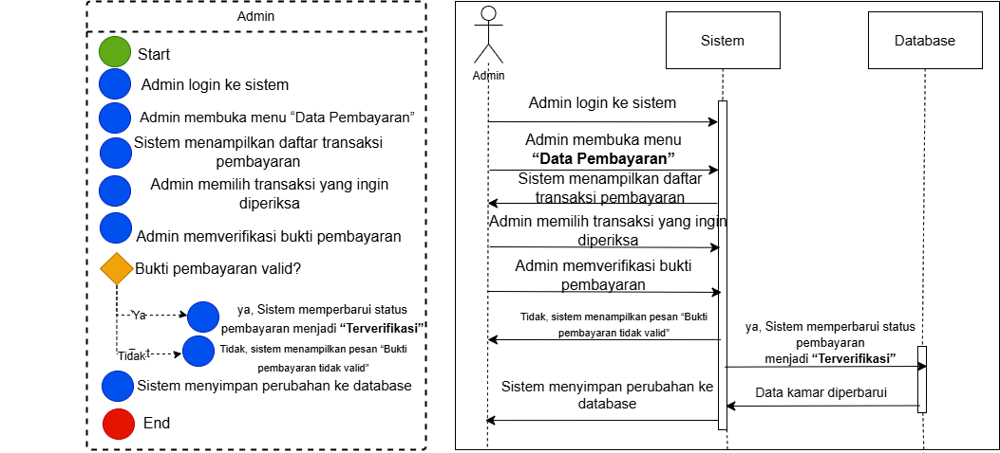 Admin
Start
Admin login ke sistem
Admin membuka menu “Data Pembayaran”
Sistem menampilkan daftar transaksi
pembayaran
Admin memilih transaksi yang ingin
diperiksa
Admin memverifikasi bukti pembayaran
Bukti pembayaran valid?
Ya
ya, Sistem memperbarui status
pembayaran menjadi “Terverifikasi”
Tidak
Tidak, sistem menampilkan pesan “Bukti
pembayaran tidak valid”
Sistem menyimpan perubahan ke database
End
Admin
Sistem
Database
Admin login ke sistem
Admin membuka menu
“Data Pembayaran”
Sistem menampilkan daftar
transaksi pembayaran
Admin memilih transaksi yang ingin
diperiksa
Admin memverifikasi bukti
pembayaran
Tidak, sistem menampilkan pesan “Bukti
pembayaran tidak valid”
ya, Sistem memperbarui status
pembayaran
menjadi “Terverifikasi”
Data kamar diperbarui
Sistem menyimpan perubahan ke
database